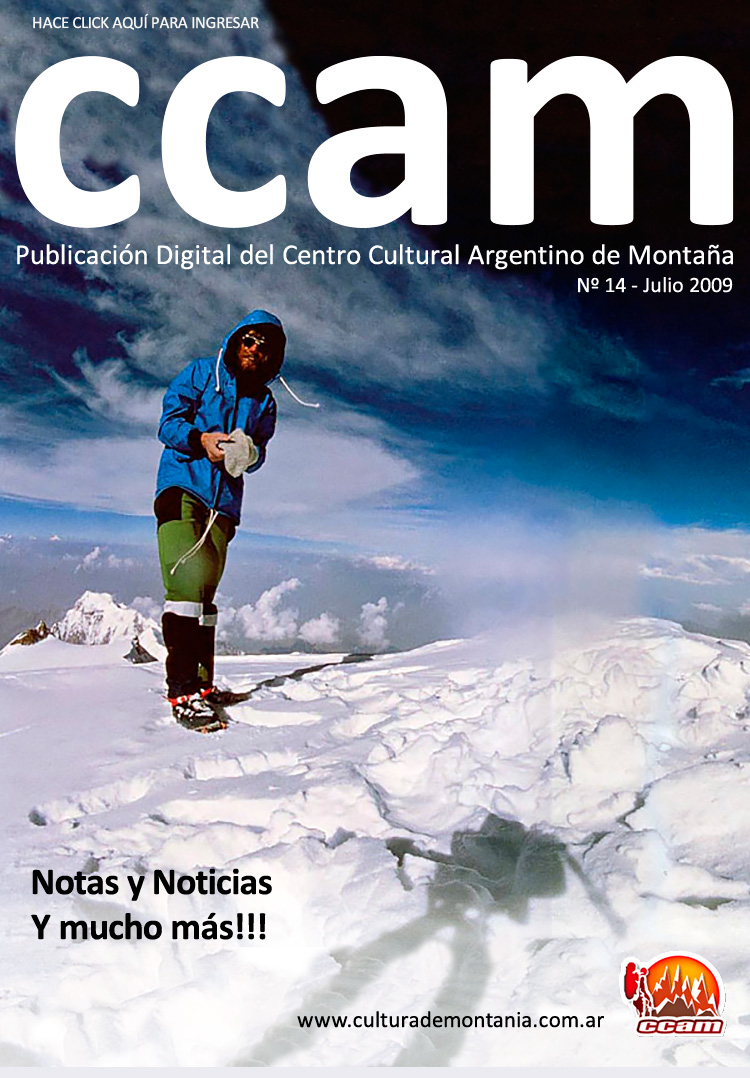 HACE CLICK AQUÍ PARA INGRESAR
ccam
Publicación Digital del Centro Cultural Argentino de Montaña
Nº 14 - Julio 2009
Notas y Noticias
Y mucho más!!!
www.culturademontania.com.ar
ccam